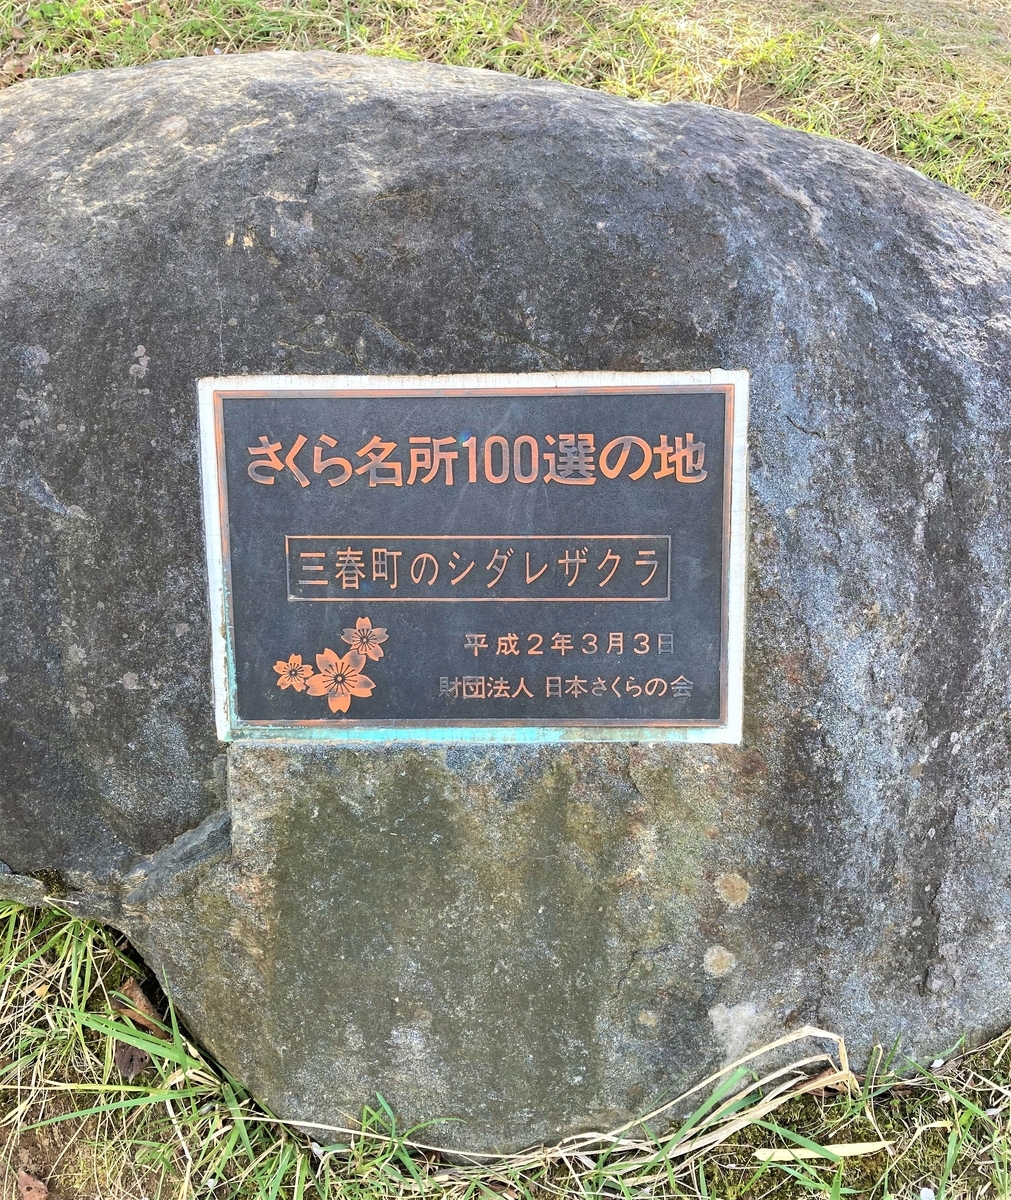 さくら名所100選の地
三春町のシダレザクラ
平成2年3月3日
財団法人 日本さくらの会